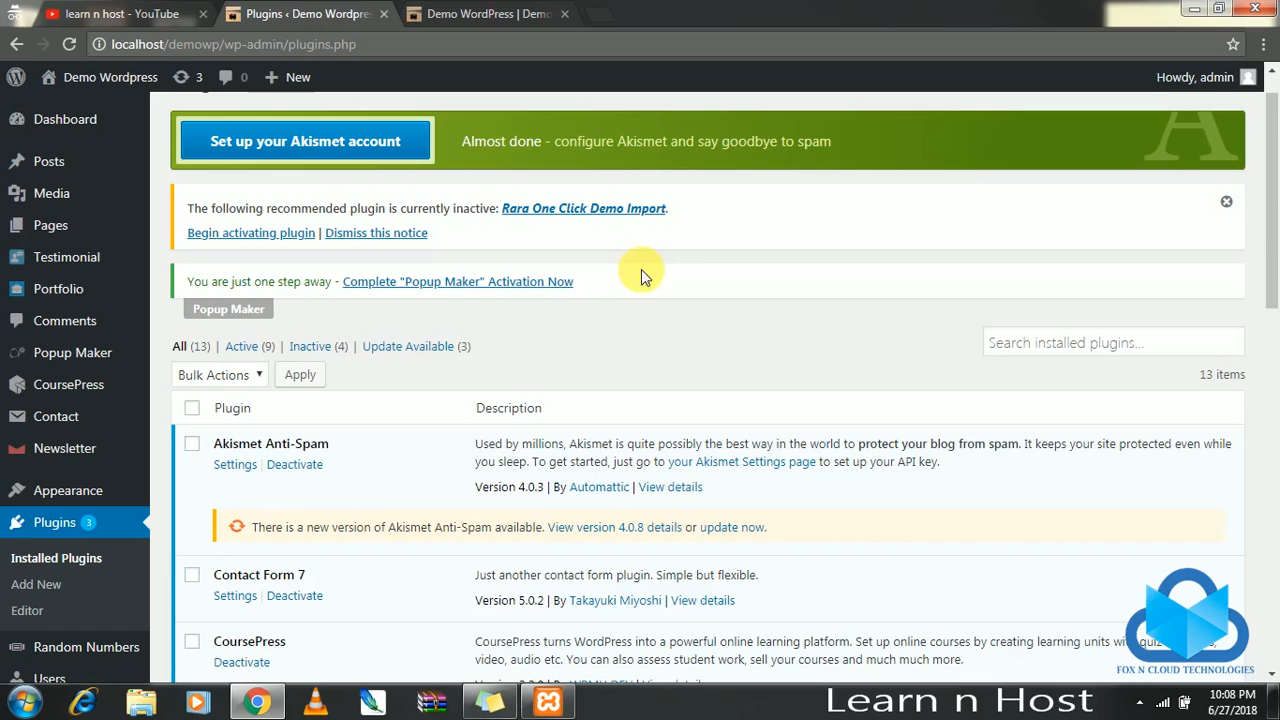 learn n host - YouTube
Plugins ‹ Demo Wordpres
Demo WordPress | Demo
localhost/demowp/wp-admin/plugins.php
Demo Wordpress
3
0
New
Howdy, admin
Dashboard
Posts
Media
Pages
Testimonial
Portfolio
Comments
Popup Maker
CoursePress
Contact
Newsletter
Appearance
Plugins 3
Installed Plugins
Add New
Editor
Random Numbers
Users
Set up your Akismet account
Almost done - configure Akismet and say goodbye to spam
The following recommended plugin is currently inactive: Rara One Click Demo Import.
Begin activating plugin | Dismiss this notice
You are just one step away - Complete "Popup Maker" Activation Now
Popup Maker
All (13) | Active (9) | Inactive (4) | Update Available (3)
Search installed plugins...
Bulk Actions
Apply
13 items
Plugin
Description
Akismet Anti-Spam
Settings | Deactivate
Used by millions, Akismet is quite possibly the best way in the world to protect your blog from spam. It keeps your site protected even while
you sleep. To get started, just go to your Akismet Settings page to set up your API key.
Version 4.0.3 | By Automattic | View details
There is a new version of Akismet Anti-Spam available. View version 4.0.8 details or update now.
Contact Form 7
Settings | Deactivate
Just another contact form plugin. Simple but flexible.
Version 5.0.2 | By Takayuki Miyoshi | View details
CoursePress
Deactivate
CoursePress turns WordPress into a powerful online learning platform. Set up online courses by creating learning units with
video, audio etc. You can also assess student work, sell your courses and much much more.
FOX N CLOUD TECHNOLOGIES
Learn n Host
10:08 PM
6/27/2018